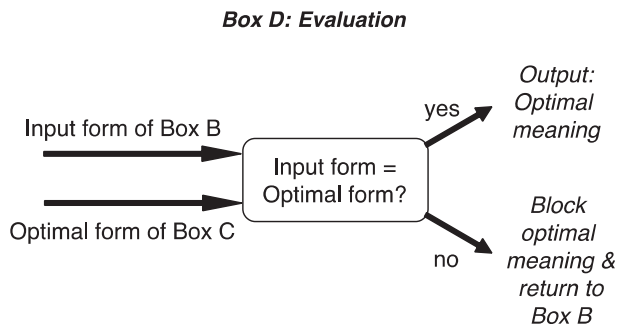 Box D: Evaluation
Input form of Box B
Optimal form of Box C
Input form =
Optimal form?
yes
Output:
Optimal
meaning
no
Block
optimal
meaning &
return to
Box B